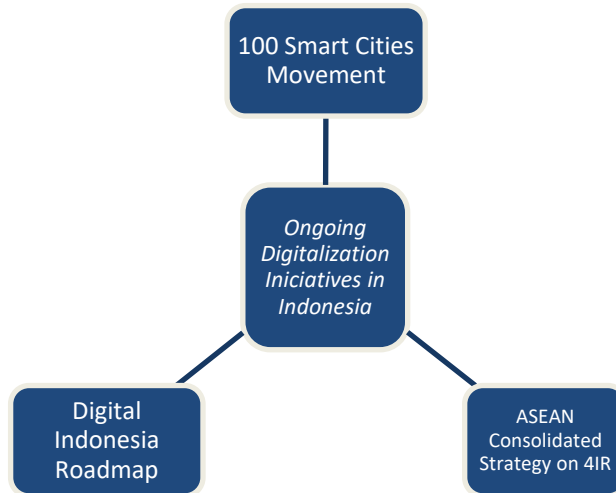 100 Smart Cities
Movement
Ongoing
Digitalization
Iniciatives in
Indonesia
Digital
Indonesia
Roadmap
ASEAN
Consolidated
Strategy on 4IR